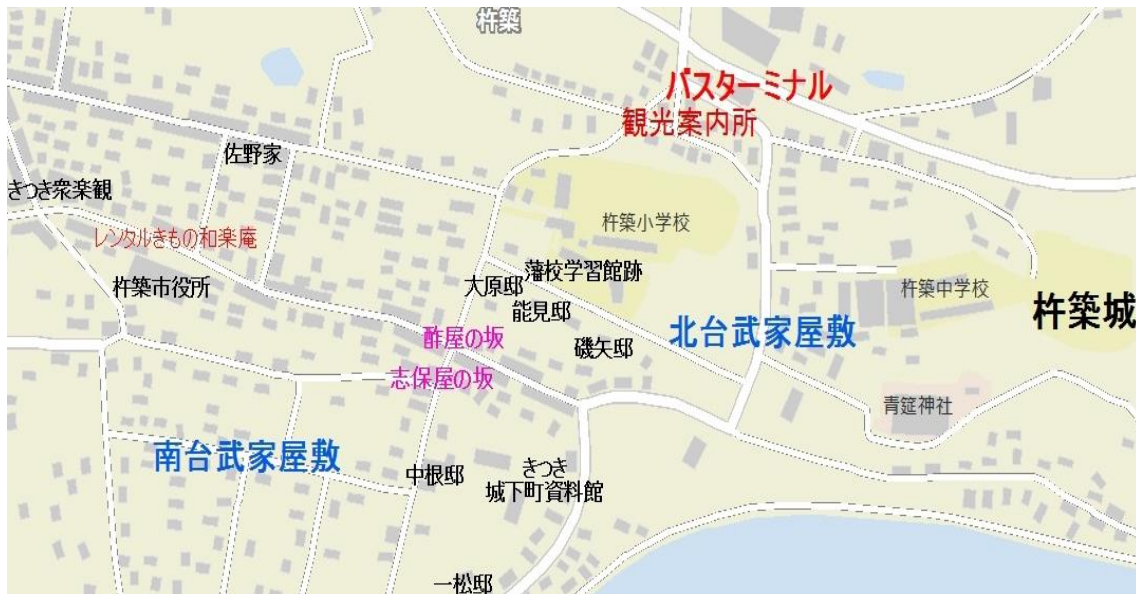 杵築
バスターミナル
観光案内所
佐野家
きつき衆楽観
杵築小学校
レンタルきもの和楽庵
藩校学習館跡
大原邸
杵築市役所
杵築中学校
能見邸
杵築城
酢屋の坂
磯矢邸
北台武家屋敷
志保屋の坂
青筵神社
南台武家屋敷
中根邸
きつき
城下町資料館
一松邸